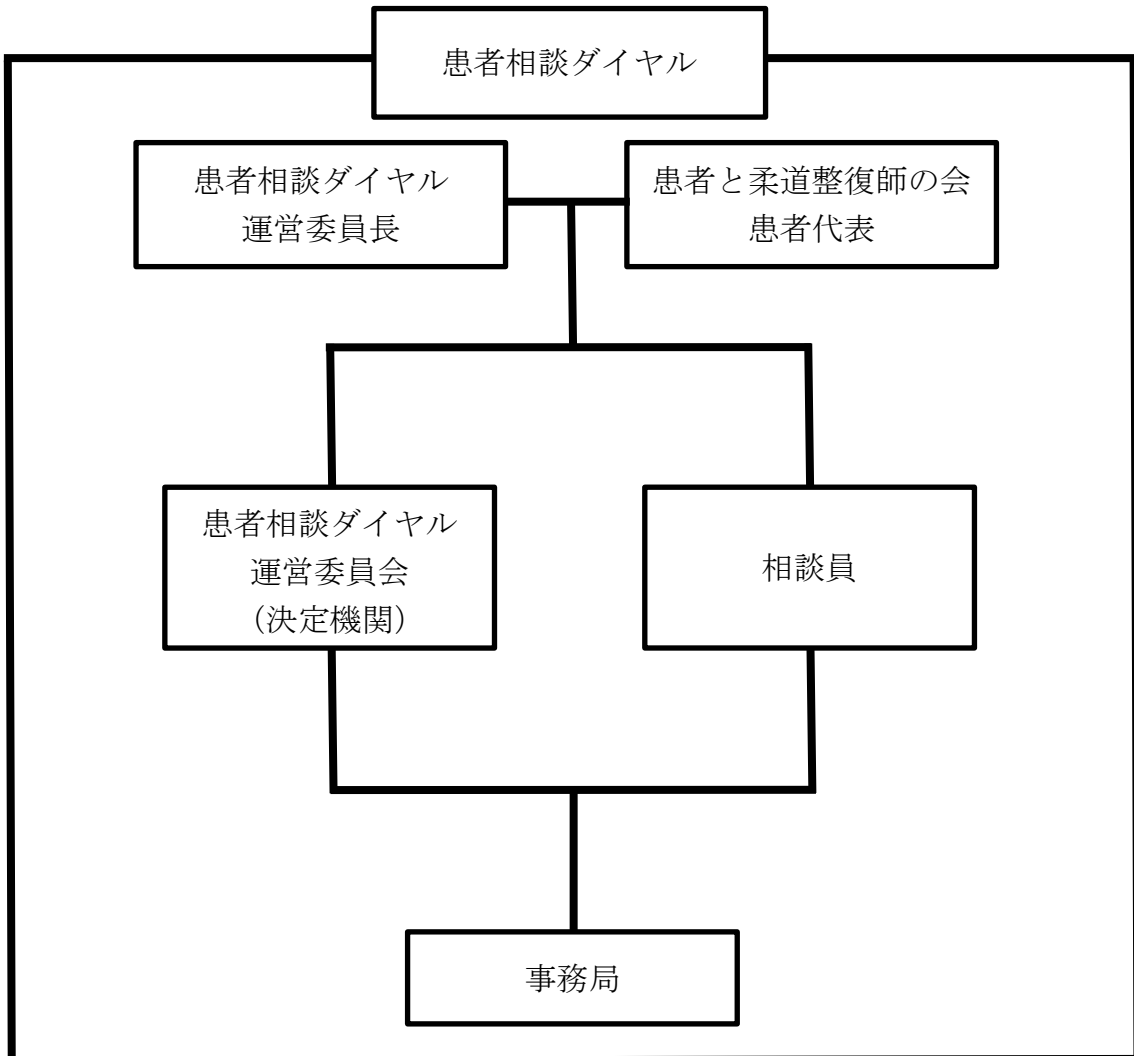 患者相談ダイヤル
患者相談ダイヤル
運営委員長
患者と柔道整復師の会
患者代表
患者相談ダイヤル
運営委員会
（決定機関）
相談員
事務局